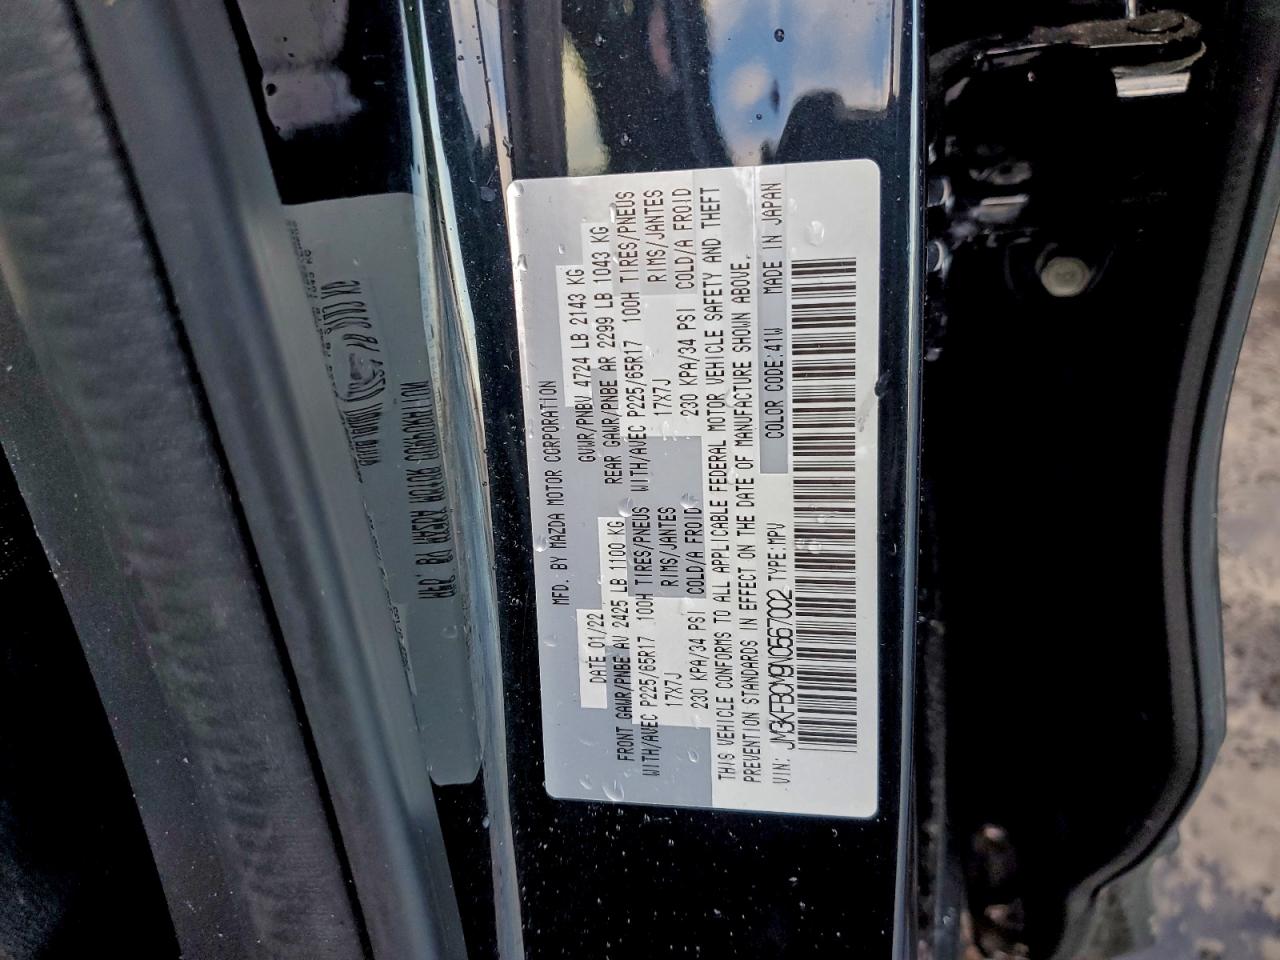 MFD. BY MAZDA MOTOR CORPORATION
DATE 01/22 GVWR/PNBV 4724 LB 2143 KG
FRONT GAWR/PNBE AV 2425 LB 1100 KG REAR GAWR/PNBE AR 2299 LB 1043 KG
WITH/AVEC P225/65R17 100H TIRES/PNEUS WITH/AVEC P225/65R17 100H TIRES/PNEUS
17X7J RIMS/JANTES 17X7J RIMS/JANTES
230 KPA/34 PSI COLD/A FROID 230 KPA/34 PSI COLD/A FROID
THIS VEHICLE CONFORMS TO ALL APPLICABLE FEDERAL MOTOR VEHICLE SAFETY AND THEFT
PREVENTION STANDARDS IN EFFECT ON THE DATE OF MANUFACTURE SHOWN ABOVE.
COLOR CODE:41W MADE IN JAPAN
VIN: JM3KFBCM9N0567002 TYPE:MPV